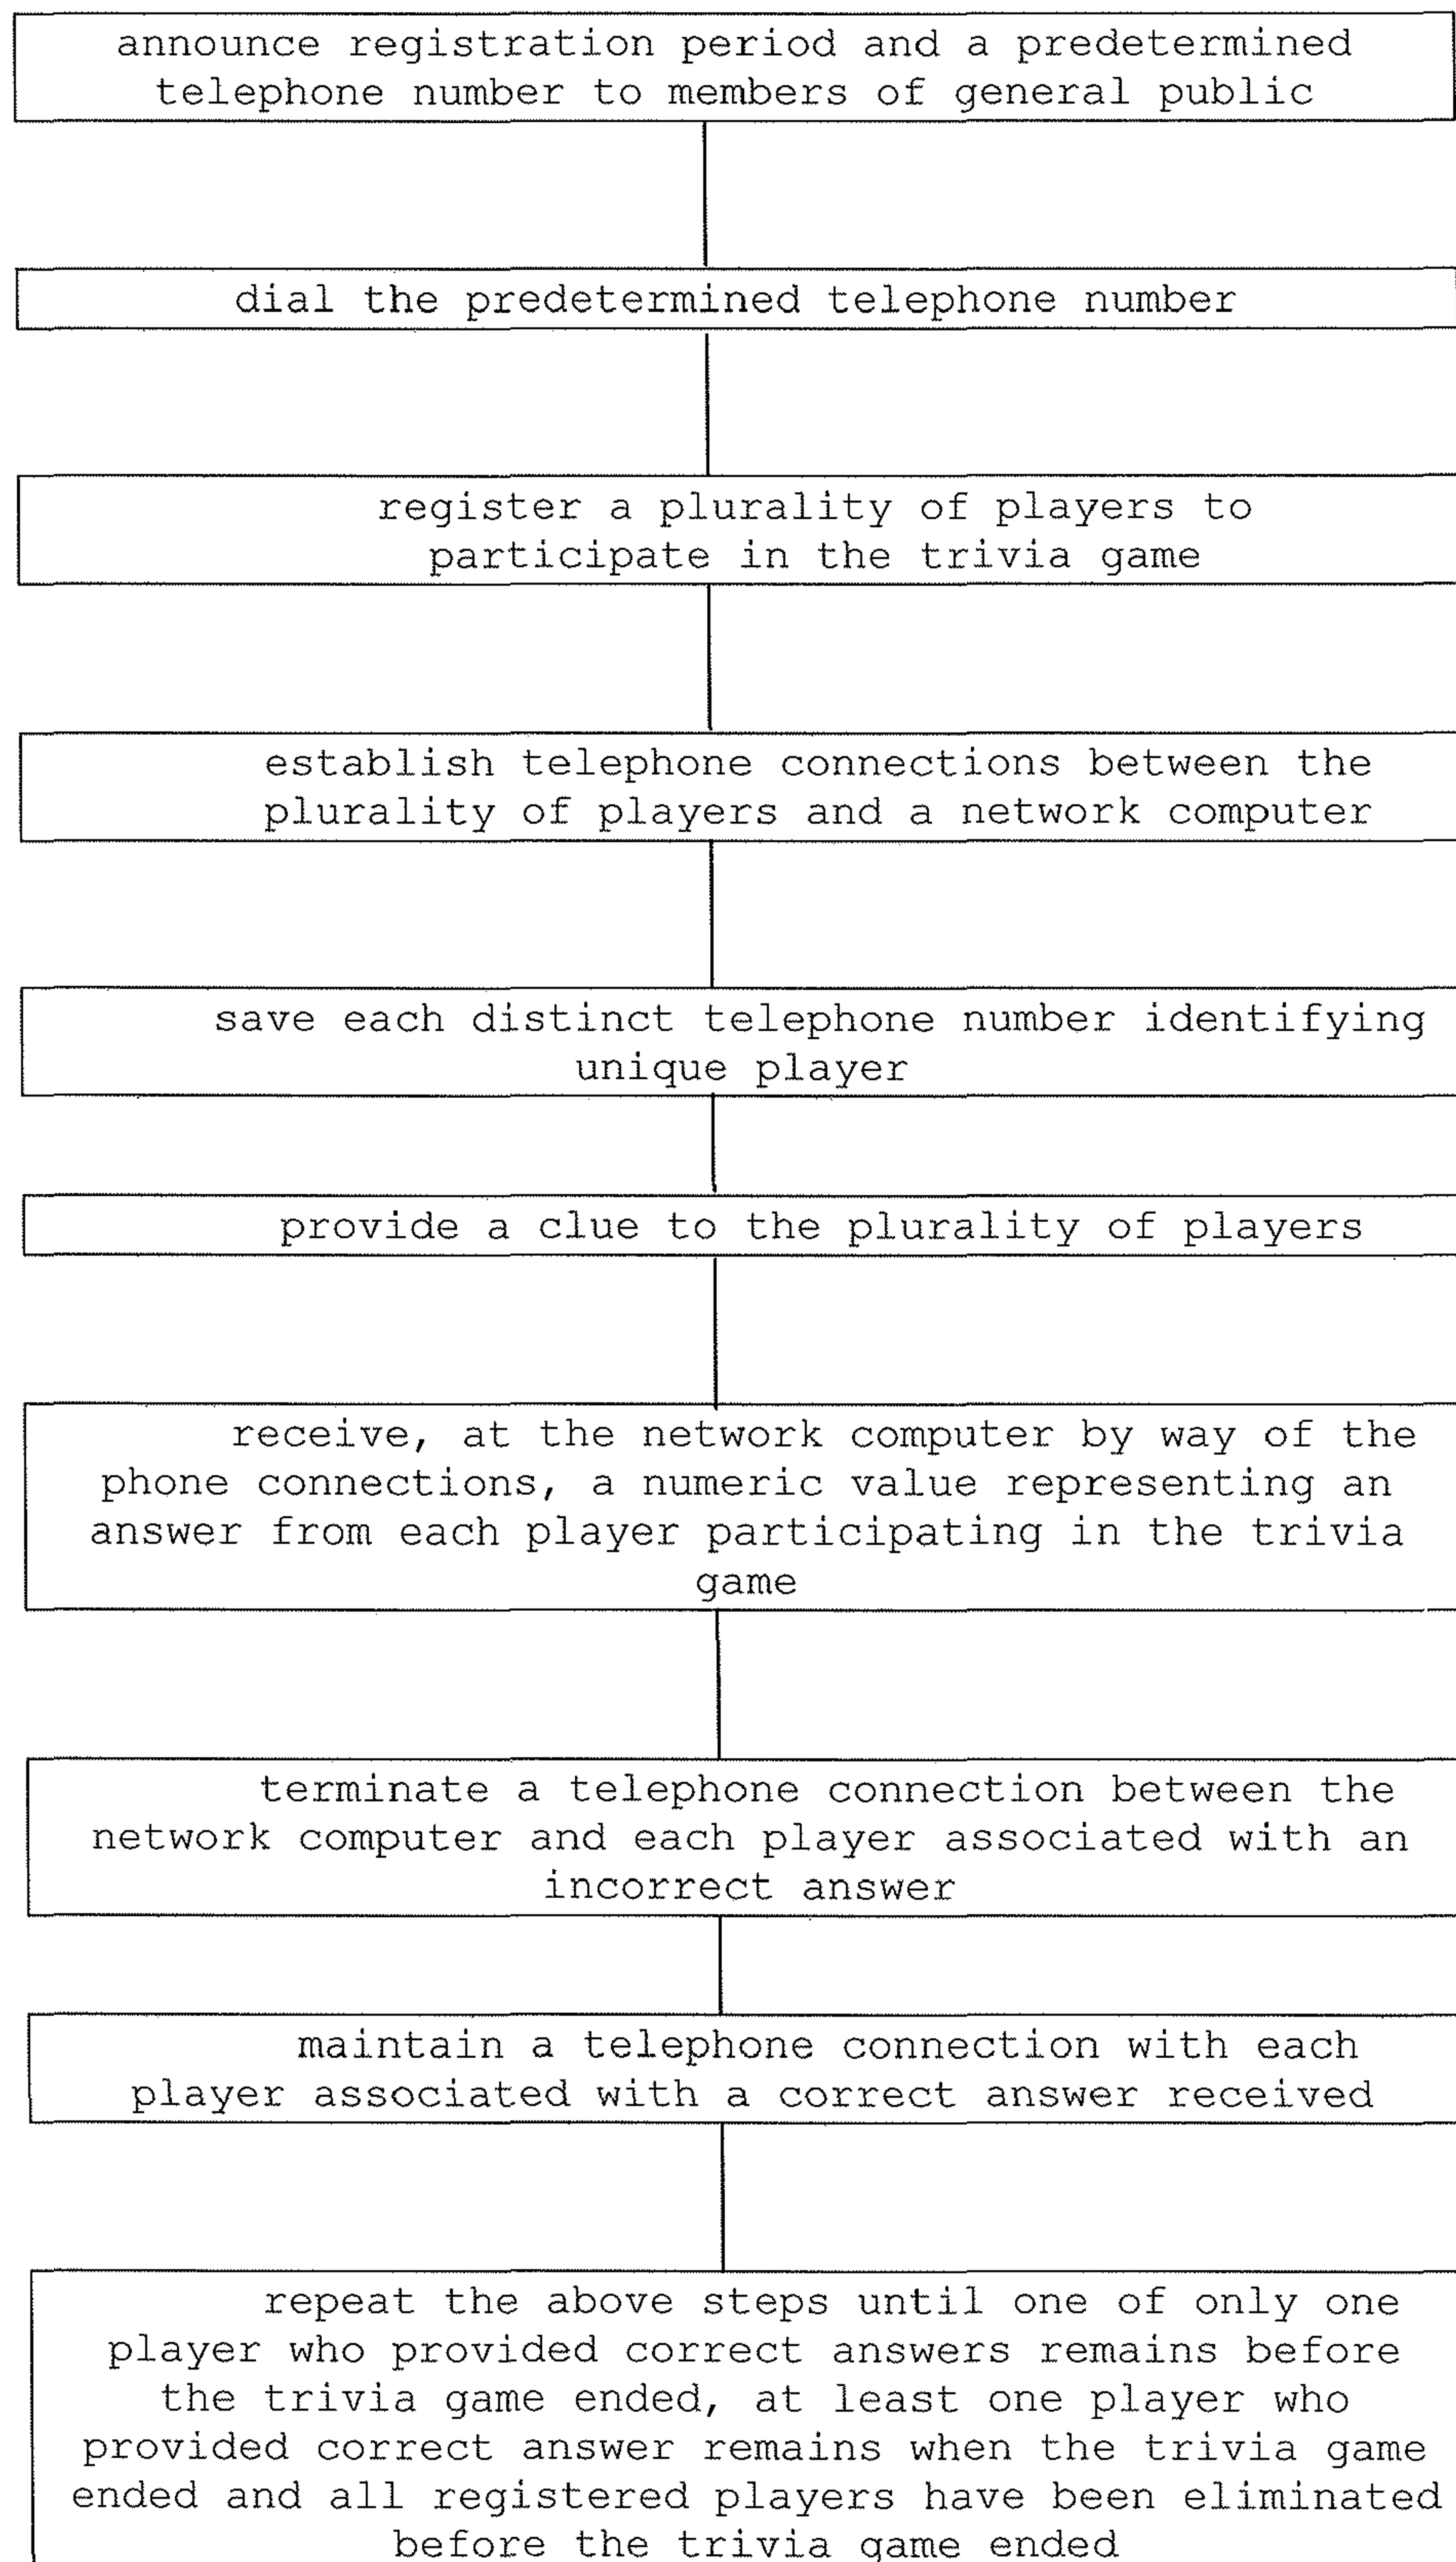 announce registration period and a predetermined
telephone number to members of general public
dial the predetermined telephone number
register a plurality of players to
participate in the trivia game
establish telephone connections between the
plurality of players and a network computer
save each distinct telephone number identifying
unique player
provide a clue to the plurality of players
receive, at the network computer by way of the
phone connections, a numeric value representing an
answer from each player participating in the trivia
game
terminate a telephone connection between the
network computer and each player associated with an
incorrect answer
maintain a telephone connection with each
player associated with a correct answer received
repeat the above steps until one of only one
player who provided correct answers remains before
the trivia game ended, at least one player who
provided correct answer remains when the trivia game
ended and all registered players have been eliminated
before the trivia game ended